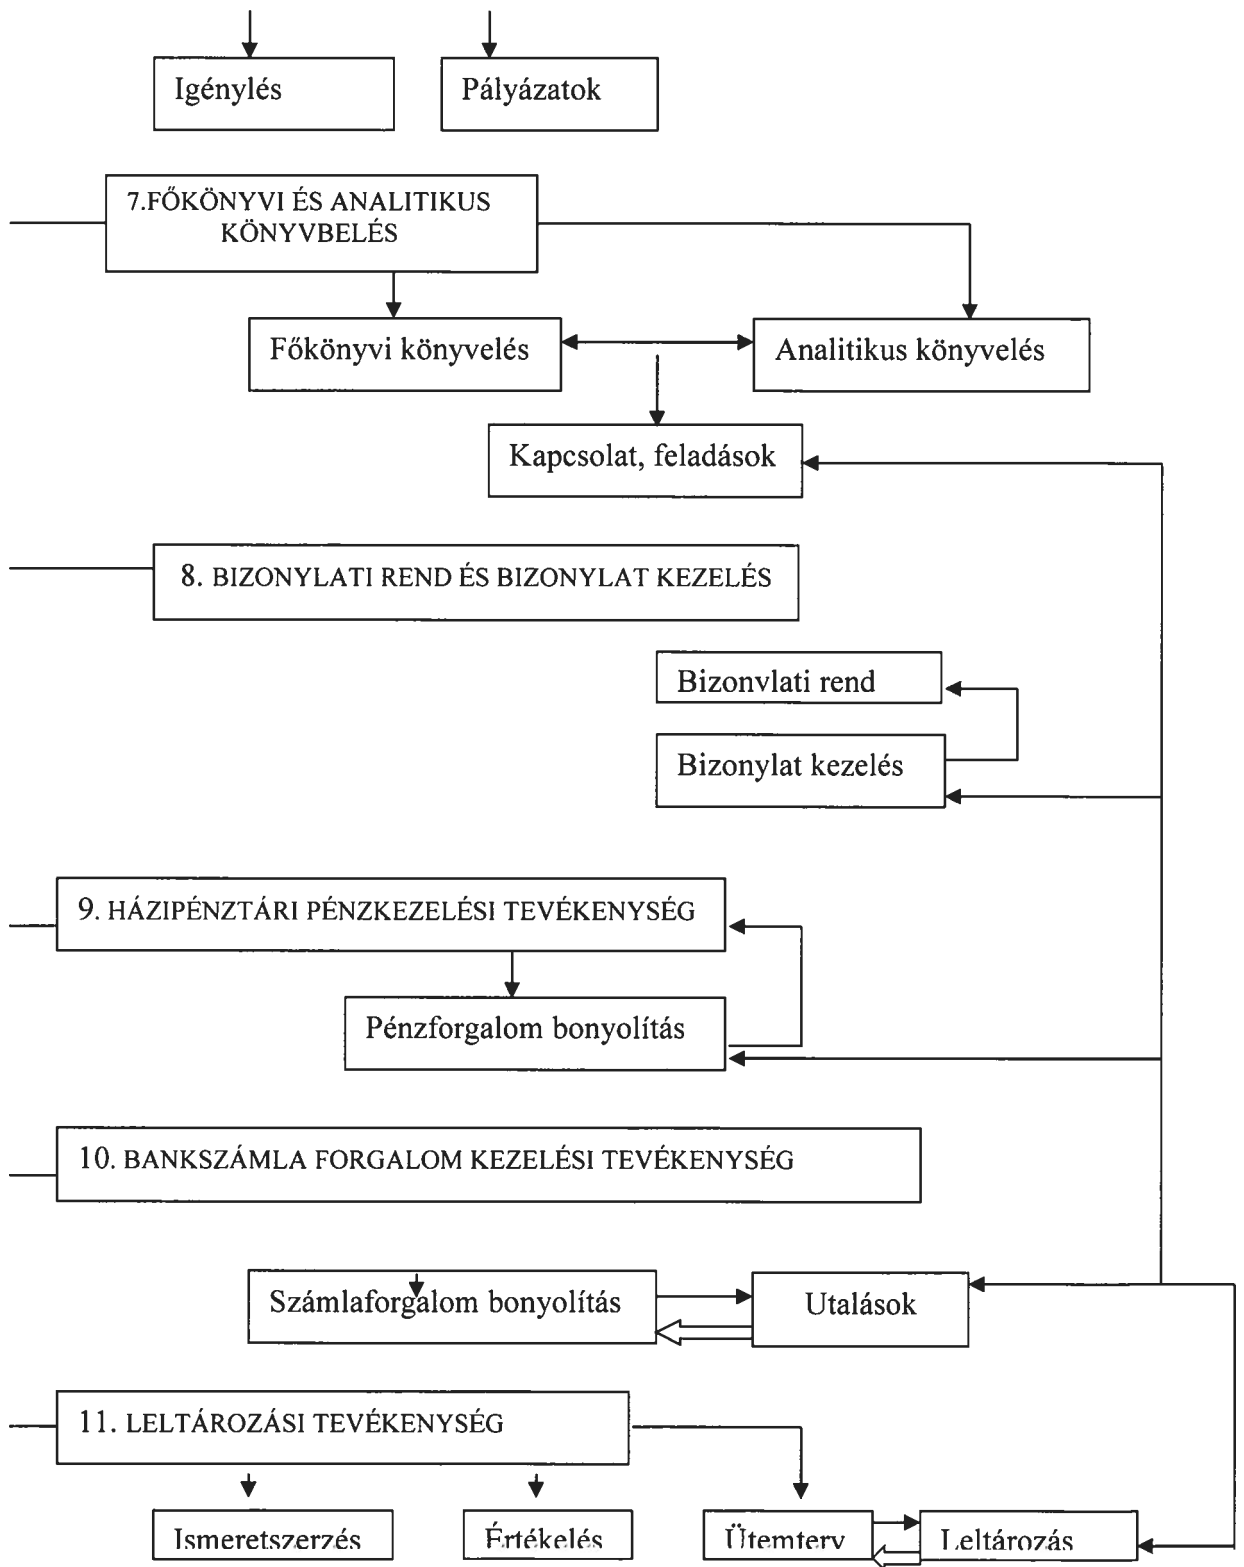 Igénylés
Pályázatok
7.FŐKÖNYVI ÉS ANALITIKUS
KÖNYVBELÉS
Főkönyvi könyvelés
Analitikus könyvelés
Kapcsolat, feladások
8. BIZONYLATI REND ÉS BIZONYLAT KEZELÉS
Bizonylati rend
Bizonylat kezelés
9. HÁZIPÉNZTÁRI PÉNZKEZELÉSI TEVÉKENYSÉG
Pénzforgalom bonyolítás
10. BANKSZÁMLA FORGALOM KEZELÉSI TEVÉKENYSÉG
Számlaforgalom bonyolítás
Utalások
11. LELTÁROZÁSI TEVÉKENYSÉG
Ismeretszerzés
Értékelés
Ütemterv
Leltározás